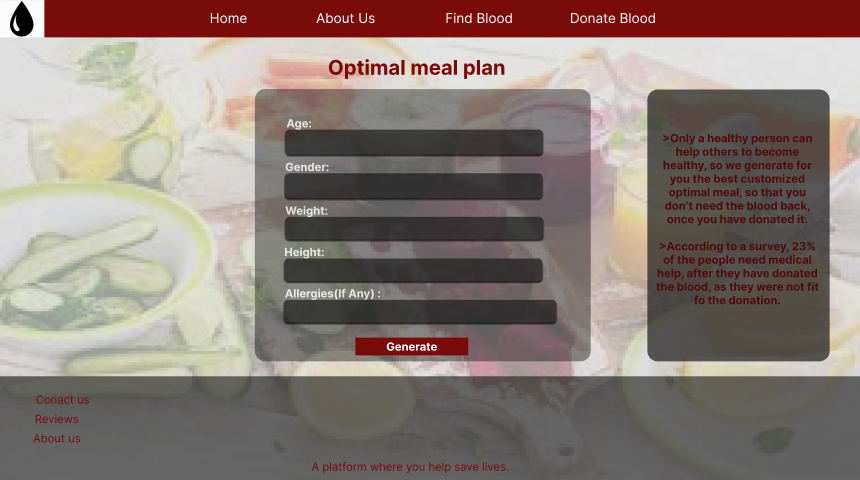 Home
About Us
Find Blood
Donate Blood
Optimal meal plan
Age:
Gender:
Weight:
Height:
Allergies(If Any) :
Generate
>Only a healthy person can
help others to become
healthy, so we generate for
you the best customized
optimal meal, so that you
don't need the blood back,
once you have donated it.
>According to a survey, 23%
of the people need medical
help, after they have donated
the blood, as they were not fit
fo the donation.
Conact us
Reviews
About us
A platform where you help save lives.